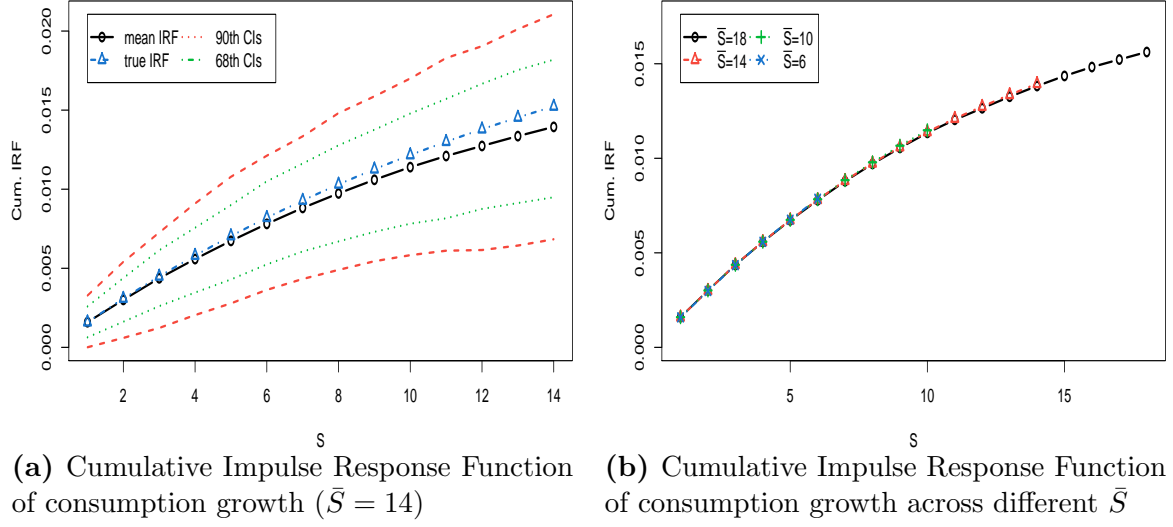 mean IRF
true IRF
90th CIs
68th CIs
Cum. IRF
0.000
0.005
0.010
0.015
0.020
2
4
6
8
10
12
14
S
(a) Cumulative Impulse Response Function
of consumption growth (S̄ = 14)
S̄=18
S̄=14
S̄=10
S̄=6
Cum. IRF
0.000
0.005
0.010
0.015
5
10
15
S
(b) Cumulative Impulse Response Function
of consumption growth across different S̄